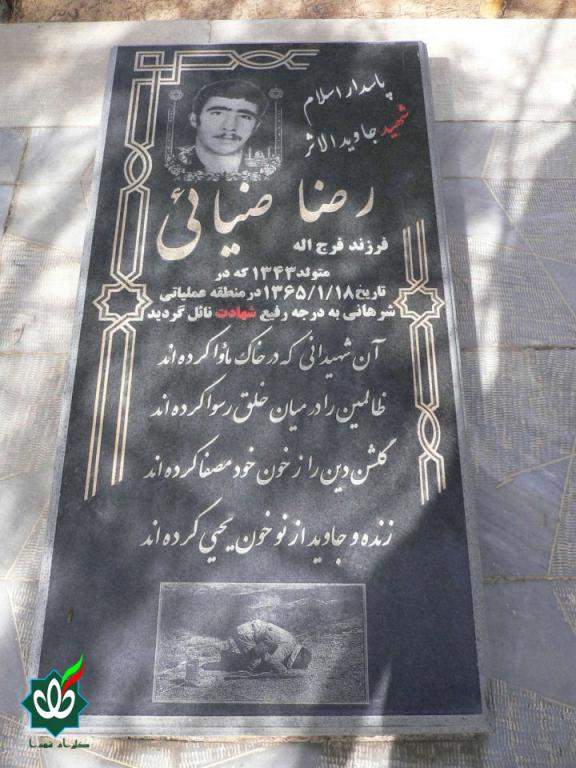 پاسدار اسلام
شهید جاویدالاثر
رضا ضیائی
فرزند فرج اله
متولد ۱۳۴۳ که در
تاریخ ۱۳۶۵/۱/۱۸ در منطقه عملیاتی
شرهانی به درجه رفیع شهادت نائل گردید
آن شهیدانی که در خاک مأوا کرده اند
ظالمین را در میان خلق رسوا کرده اند
گلشن دین را ز خون خود مصفا کرده اند
زنده و جاوید از نو خون یحیی کرده اند